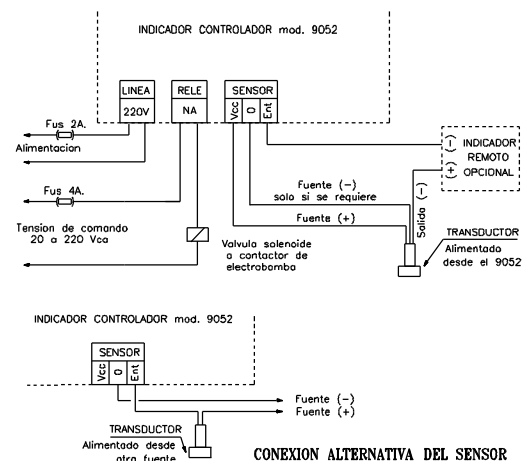 INDICADOR CONTROLADOR mod. 9052
LINEA
220V
RELE
NA
SENSOR
Vcc
0
Ent
Fus 2A.
Alimentacion
Fus 4A.
Tension de comando
20 a 220 Vca
Valvula solenoide
o contactor de
electrobomba
Fuente (-)
solo si se requiere
Fuente (+)
Salida (-)
(-) INDICADOR
REMOTO
(+) OPCIONAL
TRANSDUCTOR
Alimentado
desde el 9052
INDICADOR CONTROLADOR mod. 9052
SENSOR
Vcc
0
Ent
Fuente (-)
Fuente (+)
TRANSDUCTOR
Alimentado desde
otra fuente
CONEXION ALTERNATIVA DEL SENSOR